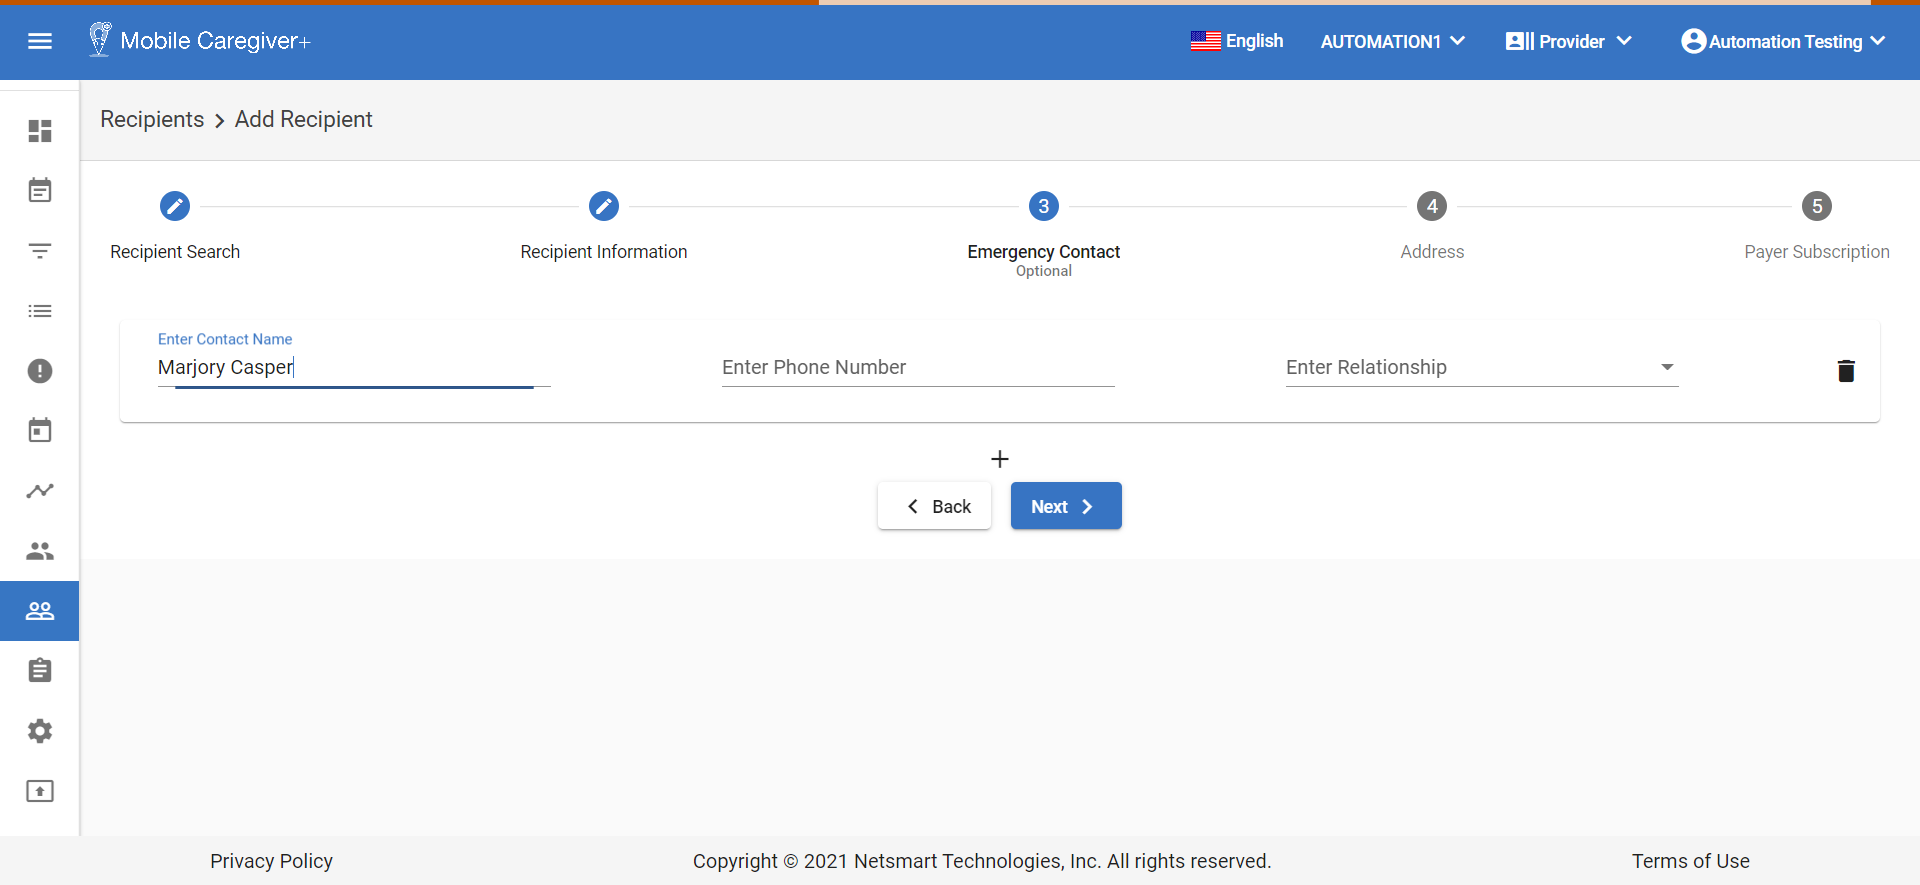 Mobile Caregiver+
English
AUTOMATION1
Provider
Automation Testing
Recipients > Add Recipient
3
4
5
Recipient Search
Recipient Information
Emergency Contact
Optional
Address
Payer Subscription
Enter Contact Name
Marjory Casper
Enter Phone Number
Enter Relationship
+
Back
Next
Privacy Policy
Copyright © 2021 Netsmart Technologies, Inc. All rights reserved.
Terms of Use